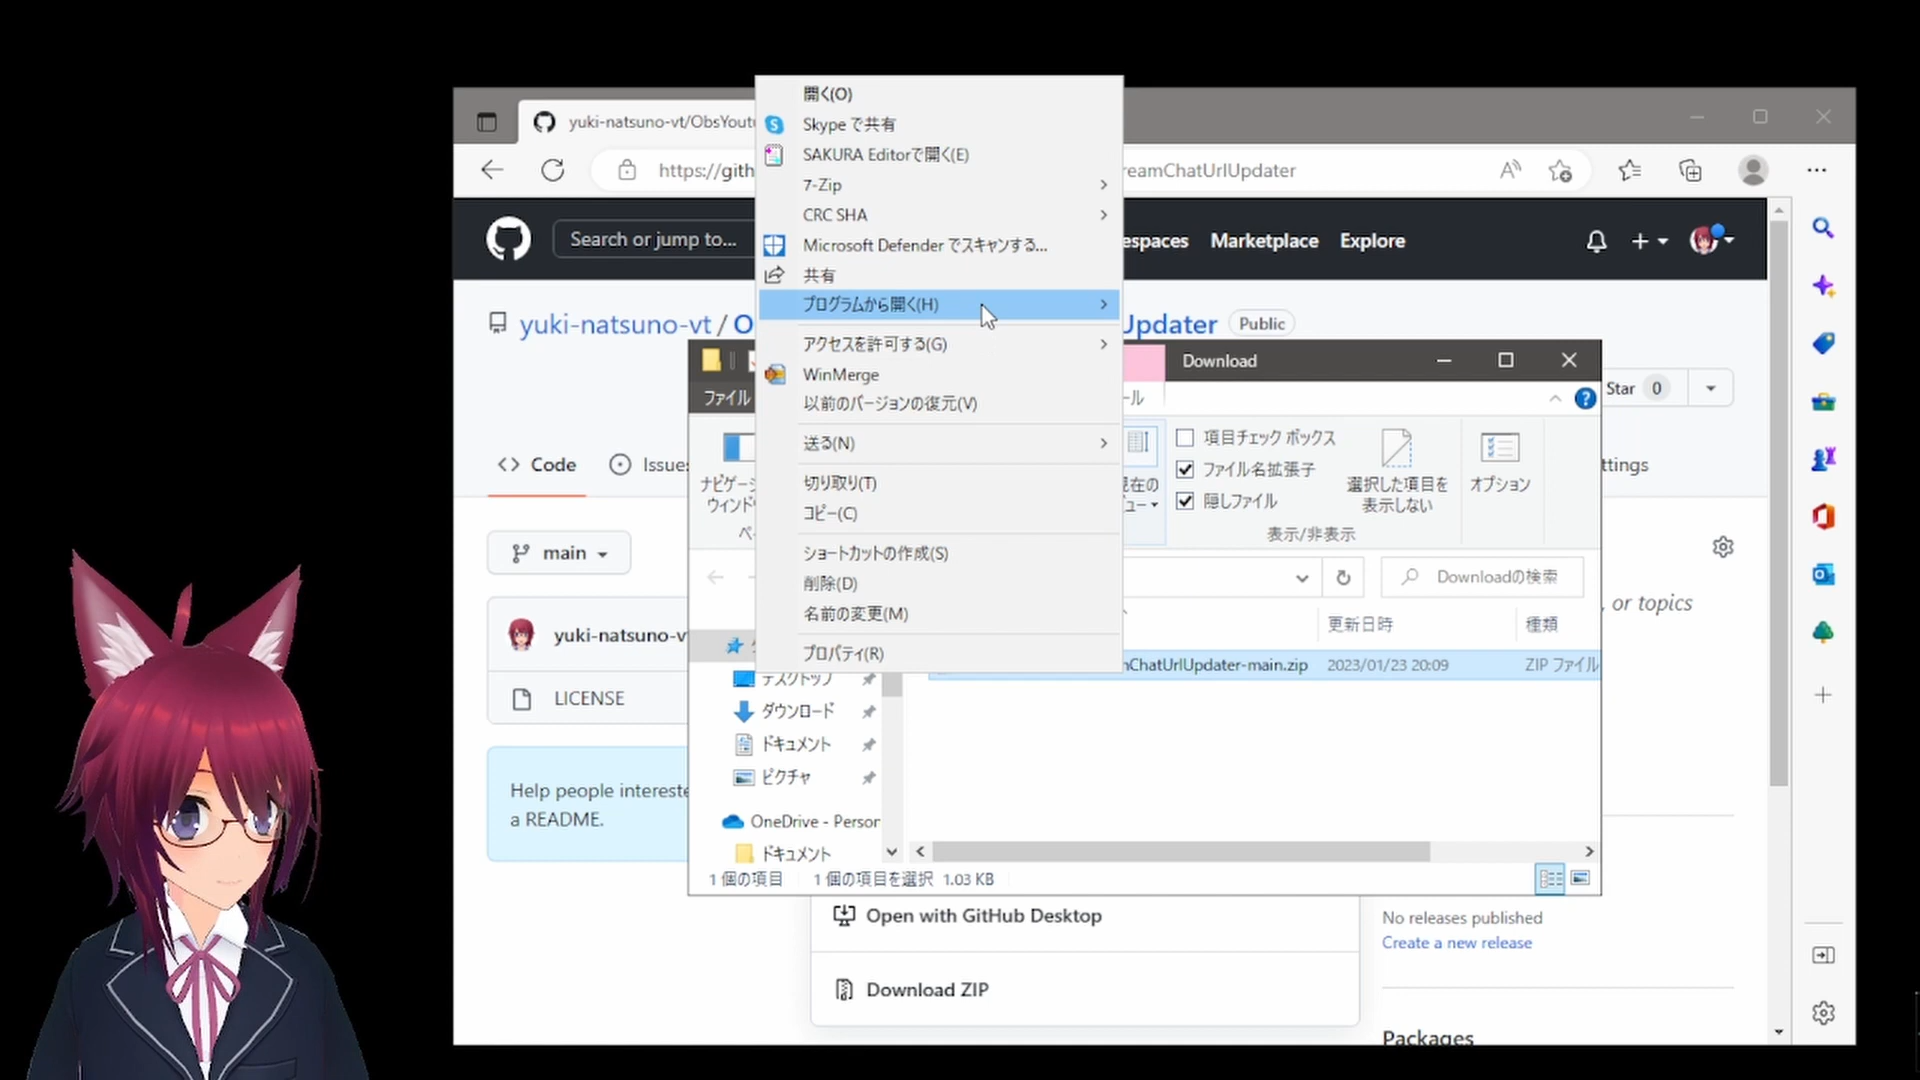 yuki-natsuno-vt/ObsYout
https://gith
reamChatUrlUpdater
Search or jump to...
espaces
Marketplace
Explore
yuki-natsuno-vt / O
Updater
Public
Star 0
Code
Issue
ttings
main
yuki-natsuno-v
LICENSE
Help people intereste
a README.
, or topics
開く(O)
Skype で共有
SAKURA Editorで開く(E)
7-Zip
CRC SHA
Microsoft Defender でスキャンする...
共有
プログラムから開く(H)
アクセスを許可する(G)
WinMerge
以前のバージョンの復元(V)
送る(N)
切り取り(T)
コピー(C)
ショートカットの作成(S)
削除(D)
名前の変更(M)
プロパティ(R)
Download
ファイル
ール
ナビゲーシ
ウィンド
項目チェック ボックス
ファイル名拡張子
隠しファイル
選択した項目を
表示しない
オプション
表示/非表示
Downloadの検索
更新日時
種類
ChatUrlUpdater-main.zip
2023/01/23 20:09
ZIP ファイル
デスクトップ
ダウンロード
ドキュメント
ピクチャ
OneDrive - Person
ドキュメント
1 個の項目
1 個の項目を選択 1.03 KB
Open with GitHub Desktop
Download ZIP
No releases published
Create a new release
Packages